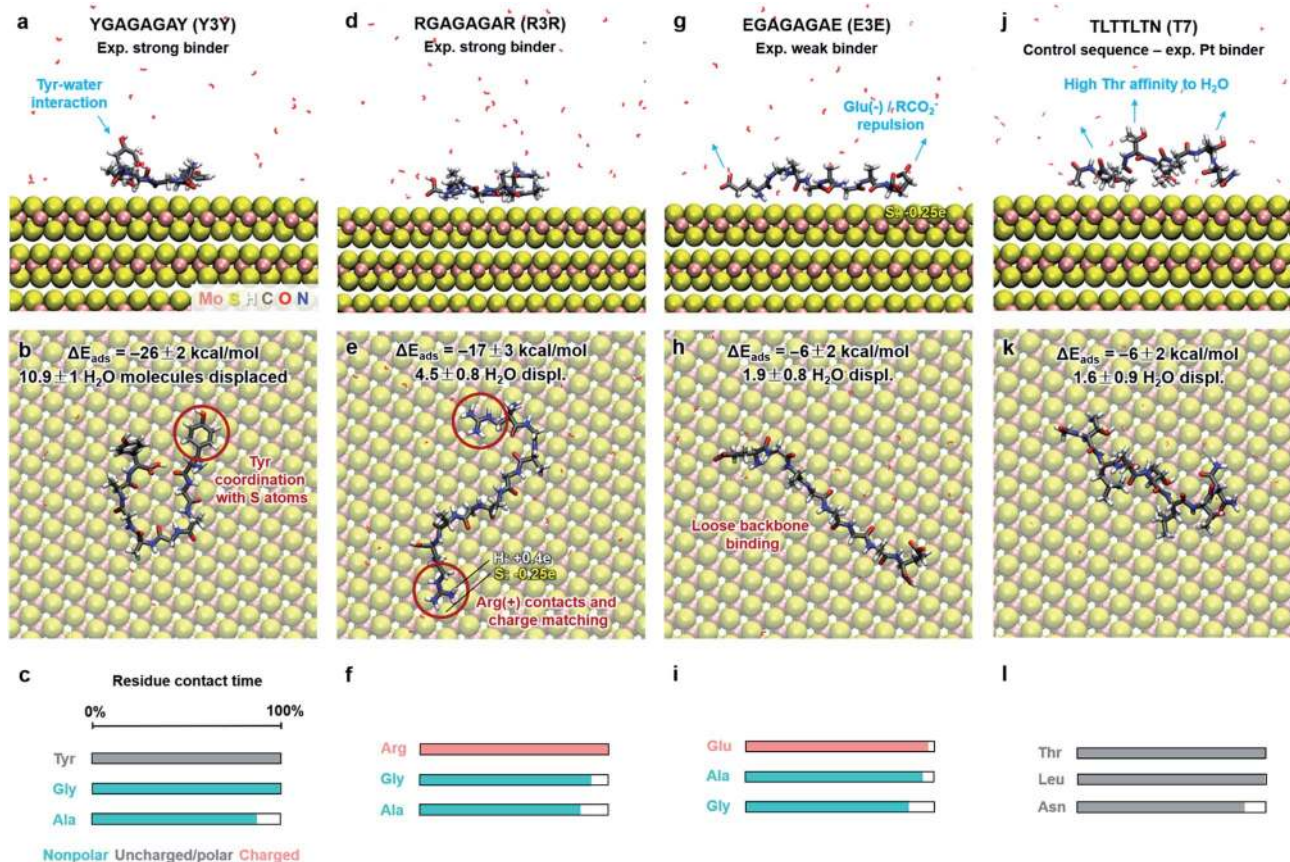 a
YGAGAGAY (Y3Y)
Exp. strong binder
Tyr-water
interaction
Mo S H C O N
d
RGAGAGAR (R3R)
Exp. strong binder
g
EGAGAGAE (E3E)
Exp. weak binder
Glu(-) / RCO₂⁻
repulsion
S: -0.25e
j
TLTTLTN (T7)
Control sequence – exp. Pt binder
High Thr affinity to H₂O
b
ΔE_ads = –26±2 kcal/mol
10.9±1 H₂O molecules displaced
Tyr
coordination
with S atoms
e
ΔE_ads = –17±3 kcal/mol
4.5±0.8 H₂O displ.
H: +0.4e
S: -0.25e
Arg(+) contacts and
charge matching
h
ΔE_ads = –6±2 kcal/mol
1.9±0.8 H₂O displ.
Loose backbone
binding
k
ΔE_ads = –6±2 kcal/mol
1.6±0.9 H₂O displ.
c
Residue contact time
0% 100%
Tyr
Gly
Ala
Nonpolar Uncharged/polar Charged
f
Arg
Gly
Ala
i
Glu
Ala
Gly
l
Thr
Leu
Asn